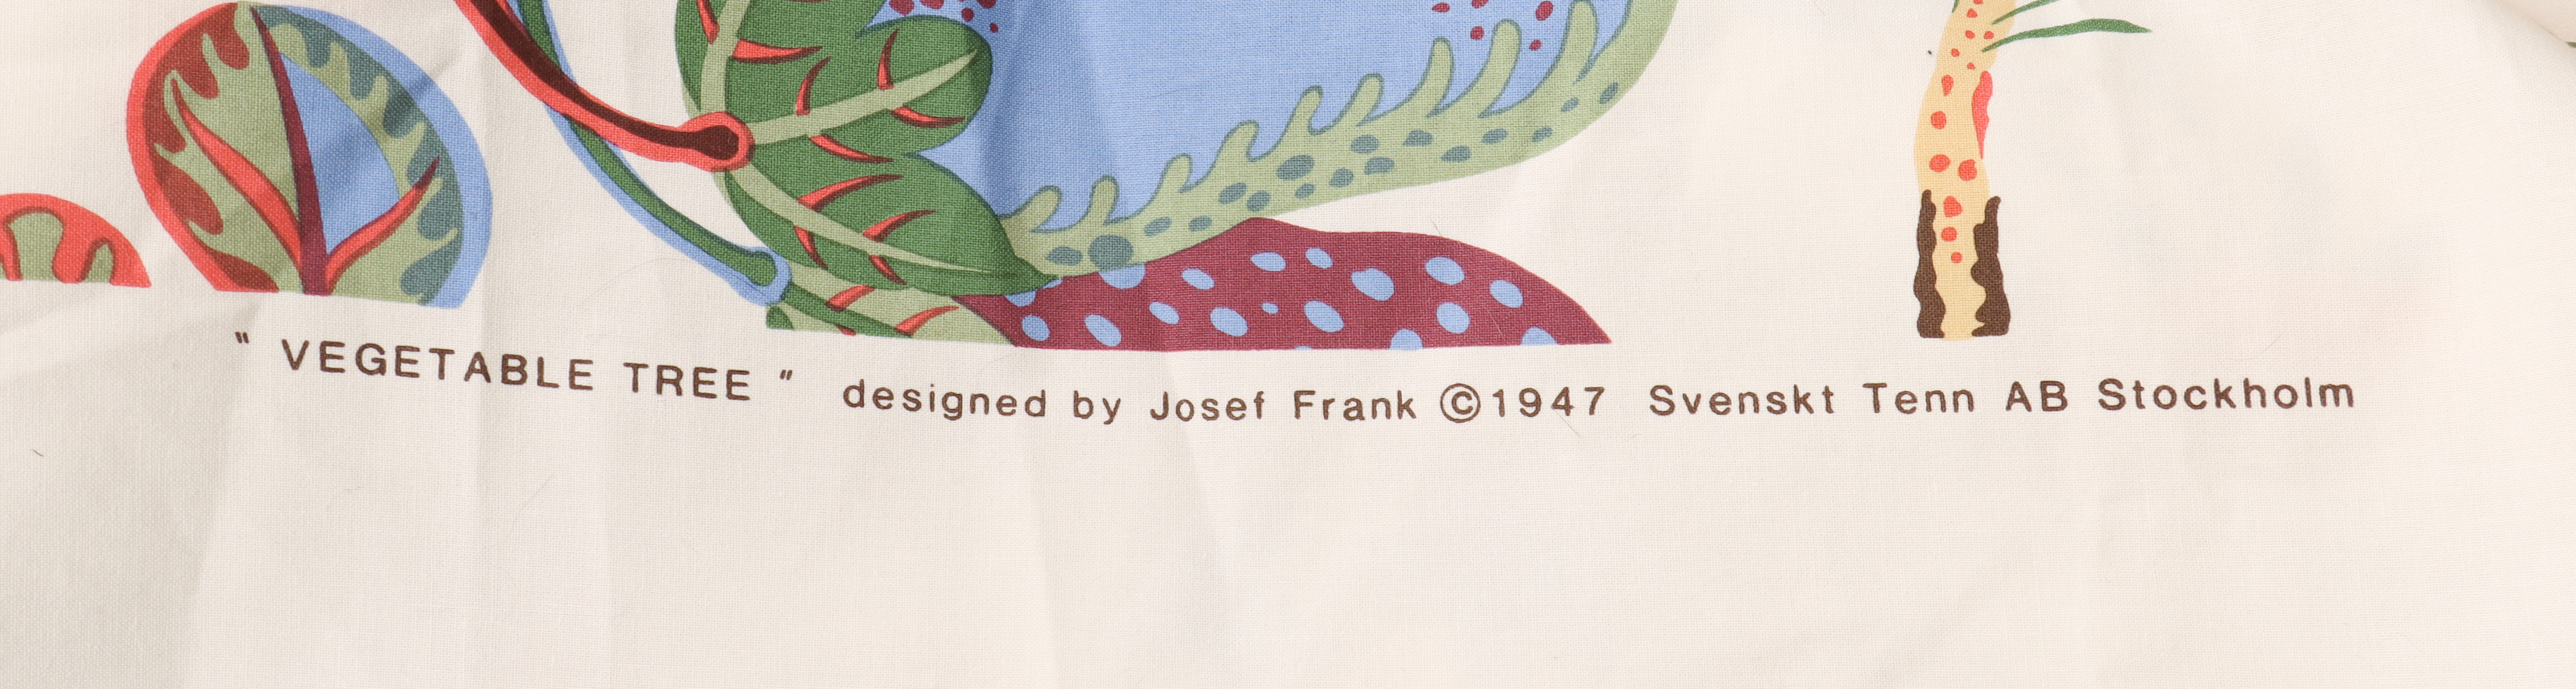 " VEGETABLE TREE " designed by Josef Frank ©1947 Svenskt Tenn AB Stockholm